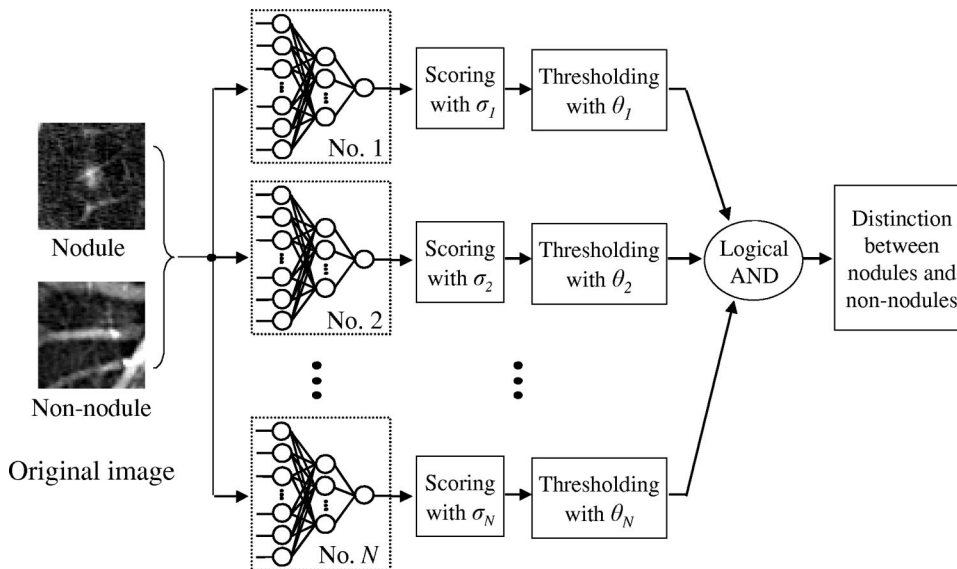 No. 1
Scoring
with σ1
Thresholding
with θ1
Nodule
No. 2
Scoring
with σ2
Thresholding
with θ2
Logical
AND
Distinction
between
nodules and
non-nodules
Non-nodule
Original image
No. N
Scoring
with σN
Thresholding
with θN